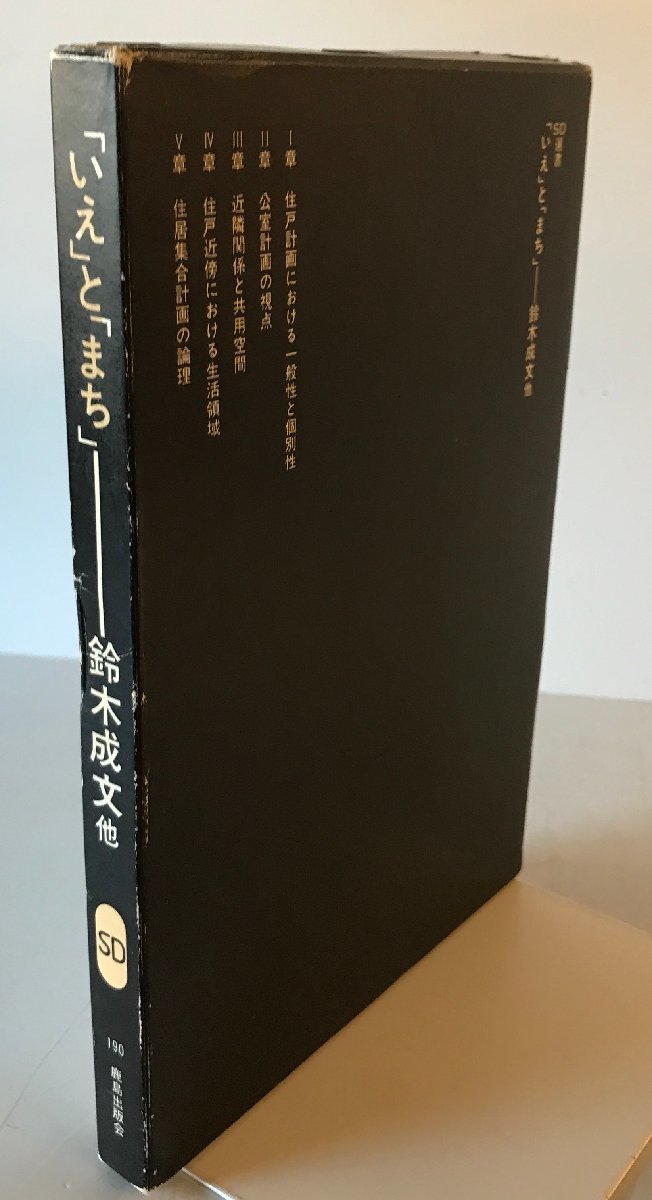 「いえ」と「まち」——鈴木成文他
SD
190
鹿島出版会
SD選書
「いえ」と「まち」——鈴木成文他
I章 住戸計画における一般性と個別性
II章 公室計画の視点
III章 近隣関係と共用空間
IV章 住戸近傍における生活領域
V章 住居集合計画の論理